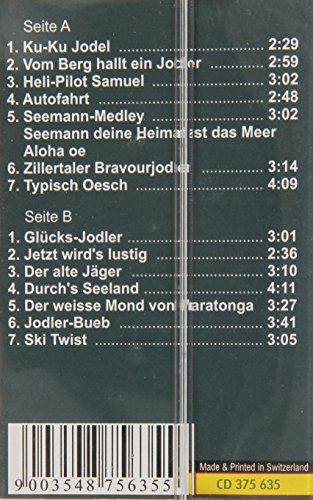 Seite A
1. Ku-Ku Jodel 2:29
2. Vom Berg hallt ein Jodler 2:59
3. Heli-Pilot Samuel 3:02
4. Autofahrt 2:48
5. Seemann-Medley 3:02
Seemann deine Heimat ist das Meer
Aloha oe
6. Zillertaler Bravourjodler 3:14
7. Typisch Oesch 4:09
Seite B
1. Glücks-Jodler 3:01
2. Jetzt wird's lustig 2:36
3. Der alte Jäger 3:10
4. Durch's Seeland 4:11
5. Der weisse Mond von Maratonga 3:27
6. Jodler-Bueb 3:41
7. Ski Twist 3:05
Made & Printed in Switzerland
CD 375 635
9 003548 756355